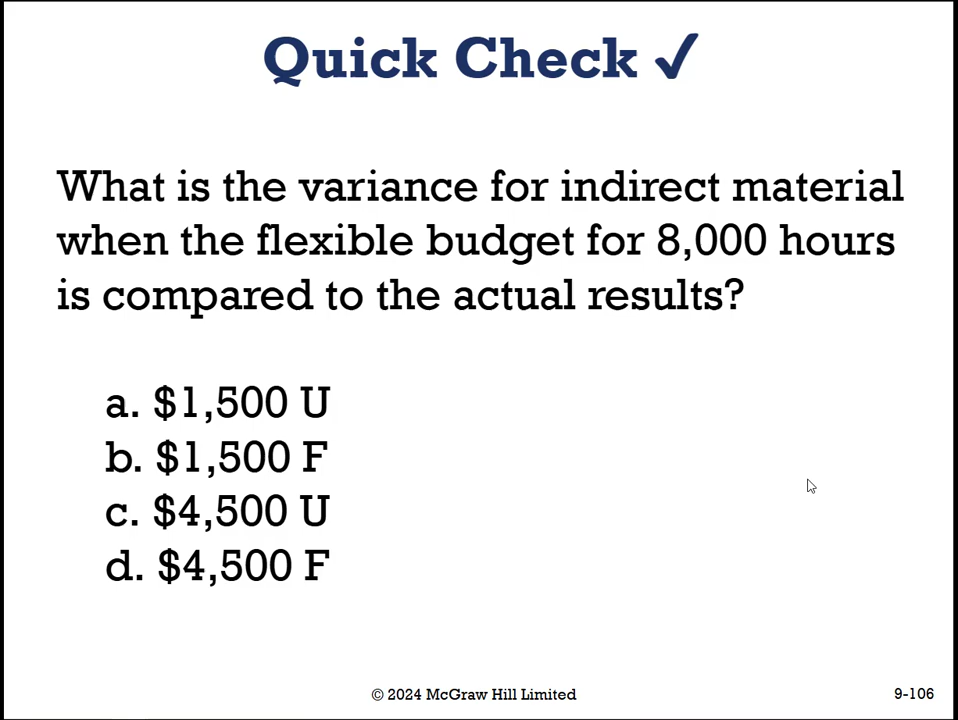 Quick Check ✓
What is the variance for indirect material
when the flexible budget for 8,000 hours
is compared to the actual results?
a. $1,500 U
b. $1,500 F
c. $4,500 U
d. $4,500 F
© 2024 McGraw Hill Limited
9-106